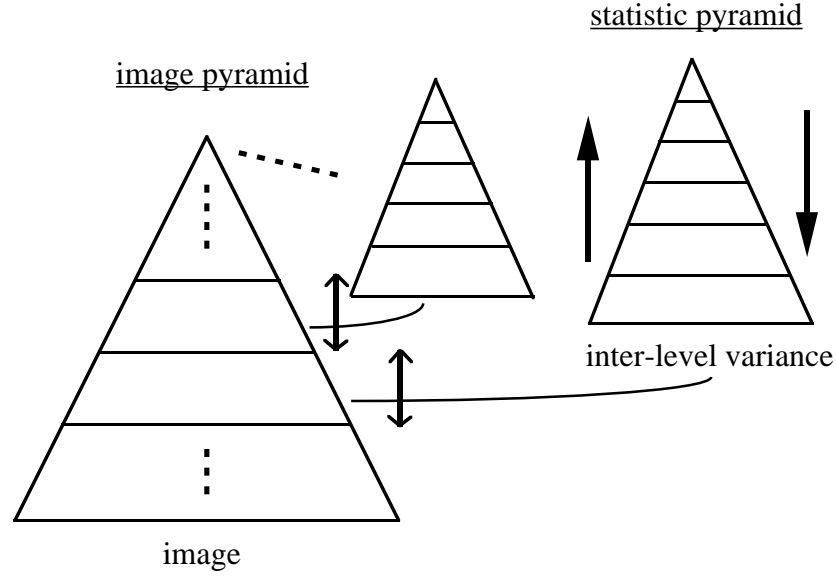 statistic pyramid
image pyramid
inter-level variance
image